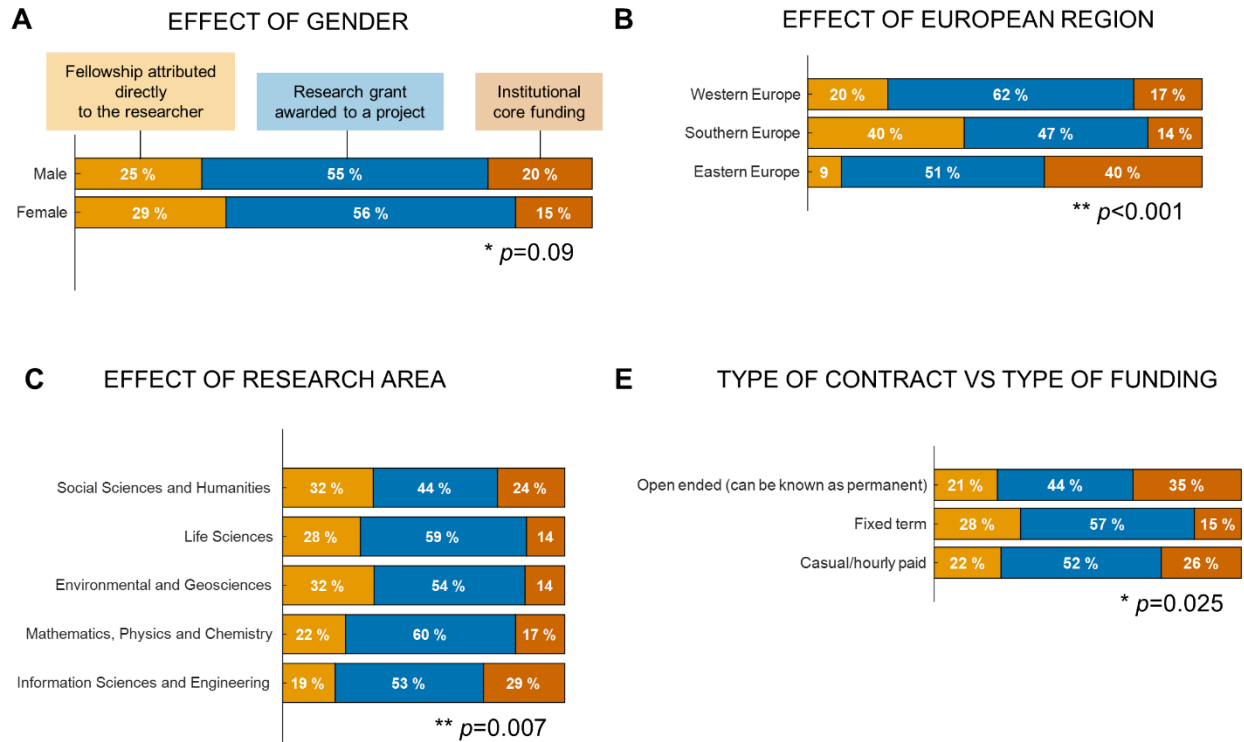 A EFFECT OF GENDER
Fellowship attributed
directly
to the researcher
Research grant
awarded to a project
Institutional
core funding
Male 25 % 55 % 20 %
Female 29 % 56 % 15 %
* p=0.09
B EFFECT OF EUROPEAN REGION
Western Europe 20 % 62 % 17 %
Southern Europe 40 % 47 % 14 %
Eastern Europe 9 51 % 40 %
** p<0.001
C EFFECT OF RESEARCH AREA
Social Sciences and Humanities 32 % 44 % 24 %
Life Sciences 28 % 59 % 14
Environmental and Geosciences 32 % 54 % 14
Mathematics, Physics and Chemistry 22 % 60 % 17 %
Information Sciences and Engineering 19 % 53 % 29 %
** p=0.007
E TYPE OF CONTRACT VS TYPE OF FUNDING
Open ended (can be known as permanent) 21 % 44 % 35 %
Fixed term 28 % 57 % 15 %
Casual/hourly paid 22 % 52 % 26 %
* p=0.025